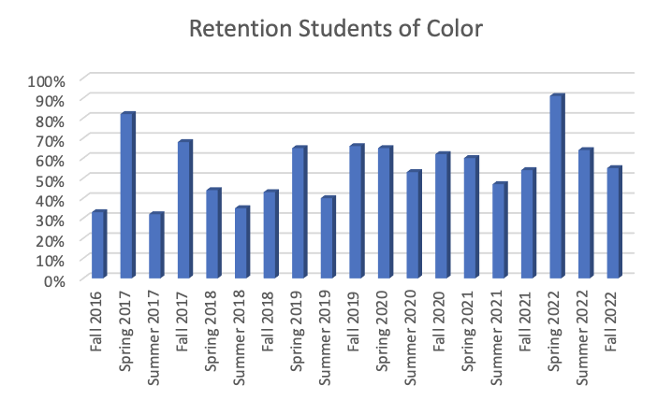 Retention Students of Color
100%
90%
80%
70%
60%
50%
40%
30%
20%
10%
0%
Fall 2016
Spring 2017
Summer 2017
Fall 2017
Spring 2018
Summer 2018
Fall 2018
Spring 2019
Summer 2019
Fall 2019
Spring 2020
Summer 2020
Fall 2020
Spring 2021
Summer 2021
Fall 2021
Spring 2022
Summer 2022
Fall 2022